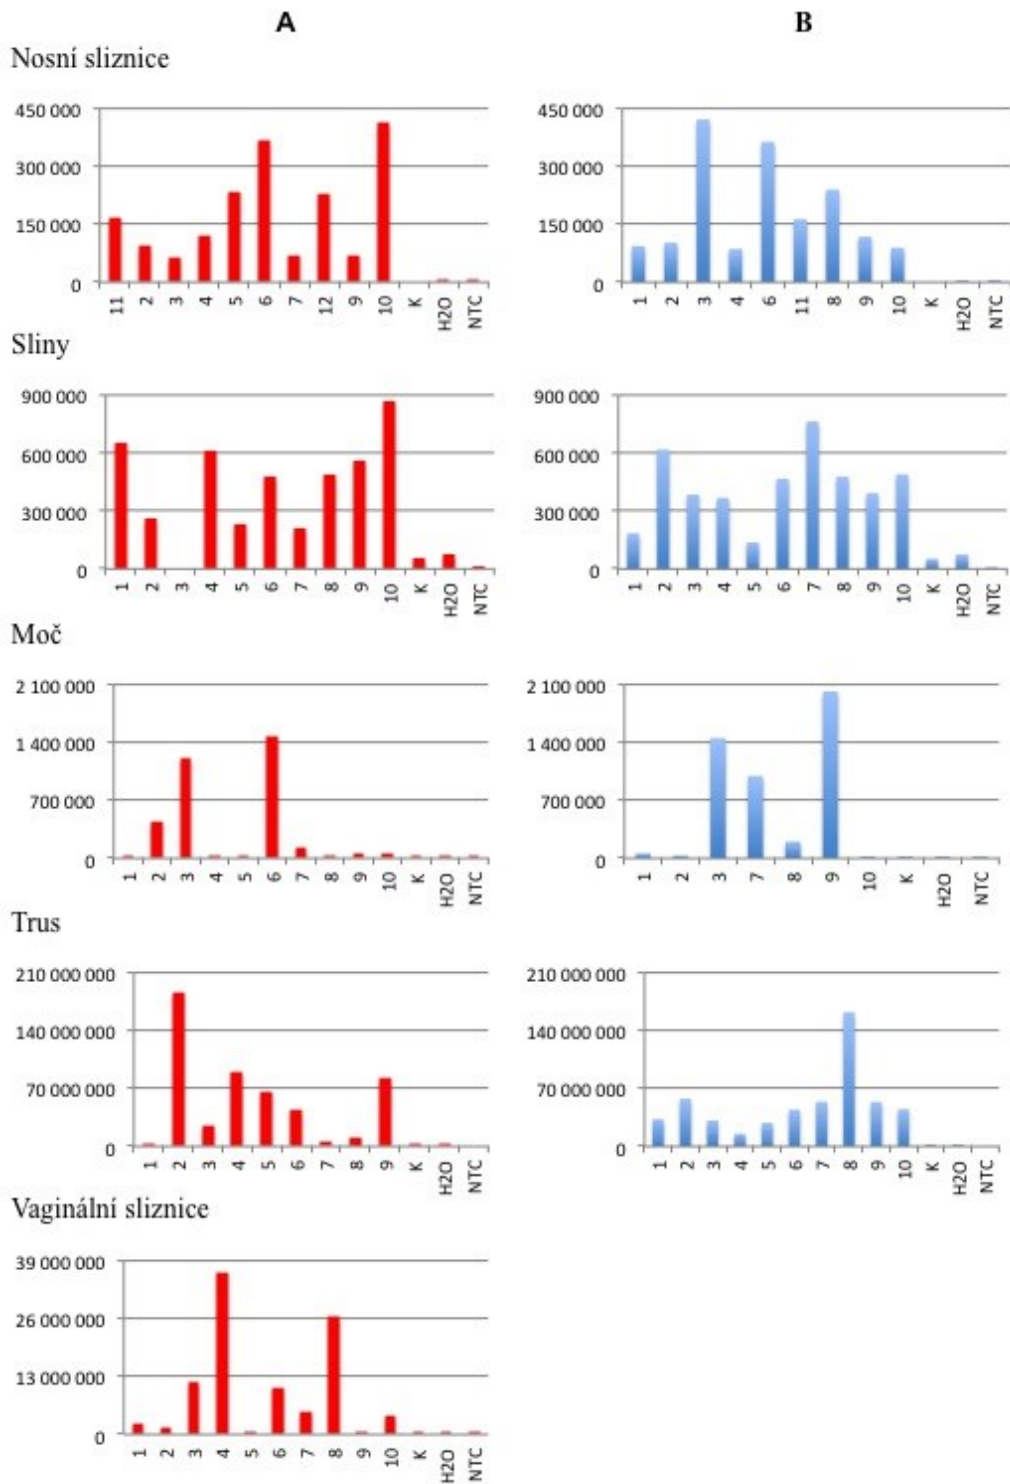 A B
Nosní sliznice
450 000
300 000
150 000
0
11 2 3 4 5 6 7 12 9 10 K H2O NTC
450 000
300 000
150 000
0
1 2 3 4 6 11 8 9 10 K H2O NTC
Sliny
900 000
600 000
300 000
0
1 2 3 4 5 6 7 8 9 10 K H2O NTC
900 000
600 000
300 000
0
1 2 3 4 5 6 7 8 9 10 K H2O NTC
Moč
2 100 000
1 400 000
700 000
0
1 2 3 4 5 6 7 8 9 10 K H2O NTC
2 100 000
1 400 000
700 000
0
1 2 3 7 8 9 10 K H2O NTC
Trus
210 000 000
140 000 000
70 000 000
0
1 2 3 4 5 6 7 8 9 K H2O NTC
210 000 000
140 000 000
70 000 000
0
1 2 3 4 5 6 7 8 9 10 K H2O NTC
Vaginální sliznice
39 000 000
26 000 000
13 000 000
0
1 2 3 4 5 6 7 8 9 10 K H2O NTC